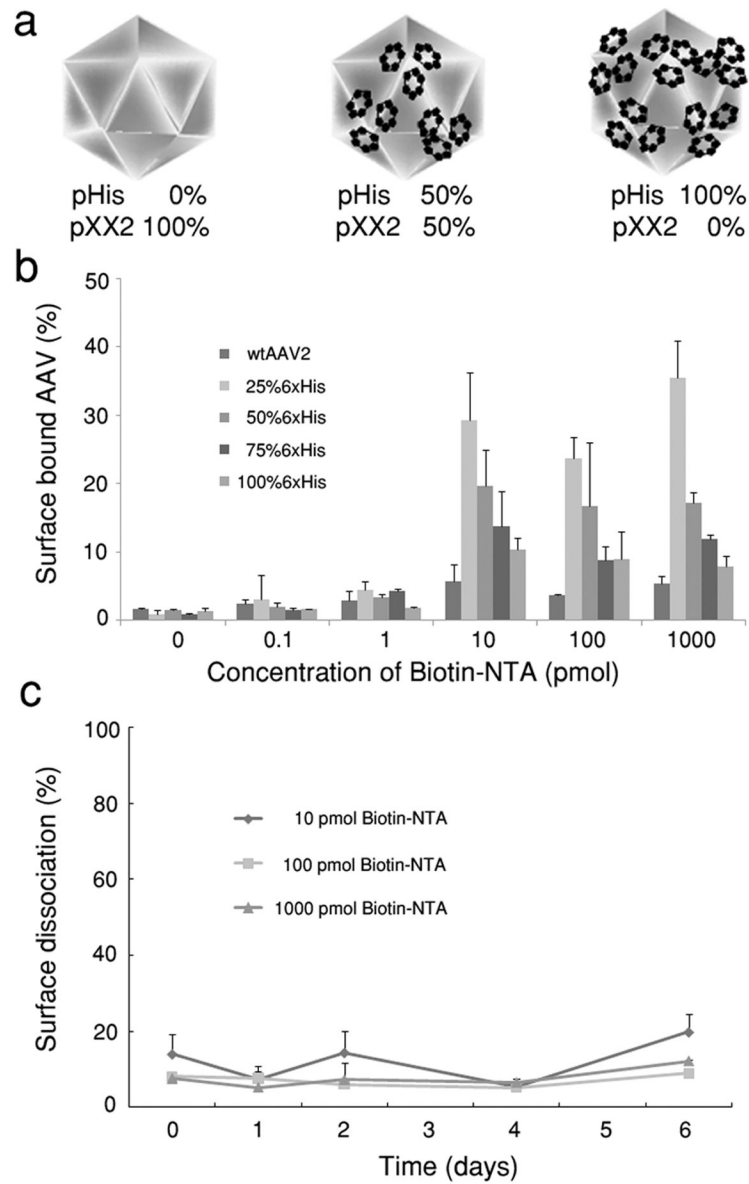 a
pHis 0%
pXX2 100%
pHis 50%
pXX2 50%
pHis 100%
pXX2 0%
b
Surface bound AAV (%)
50
40
30
20
10
0
wtAAV2
25%6xHis
50%6xHis
75%6xHis
100%6xHis
0 0.1 1 10 100 1000
Concentration of Biotin-NTA (pmol)
c
Surface dissociation (%)
100
80
60
40
20
0
10 pmol Biotin-NTA
100 pmol Biotin-NTA
1000 pmol Biotin-NTA
0 1 2 3 4 5 6
Time (days)